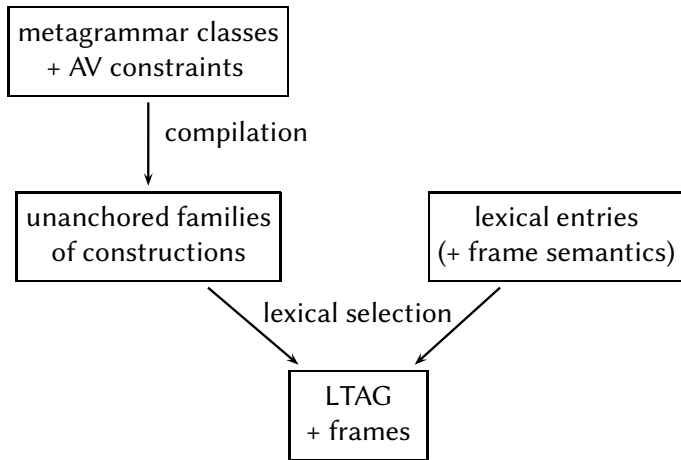 metagrammar classes
+ AV constraints
compilation
unanchored families
of constructions
lexical entries
(+ frame semantics)
lexical selection
LTAG
+ frames